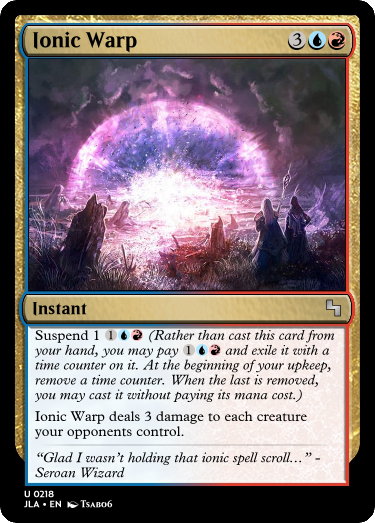 Ionic Warp 3
Instant
Suspend 1 1 (Rather than cast this card from
your hand, you may pay 1 and exile it with a
time counter on it. At the beginning of your upkeep,
remove a time counter. When the last is removed,
you may cast it without paying its mana cost.)
Ionic Warp deals 3 damage to each creature
your opponents control.
“Glad I wasn’t holding that ionic spell scroll…” -
Seroan Wizard
U 0218
JLA • EN Tsabo6